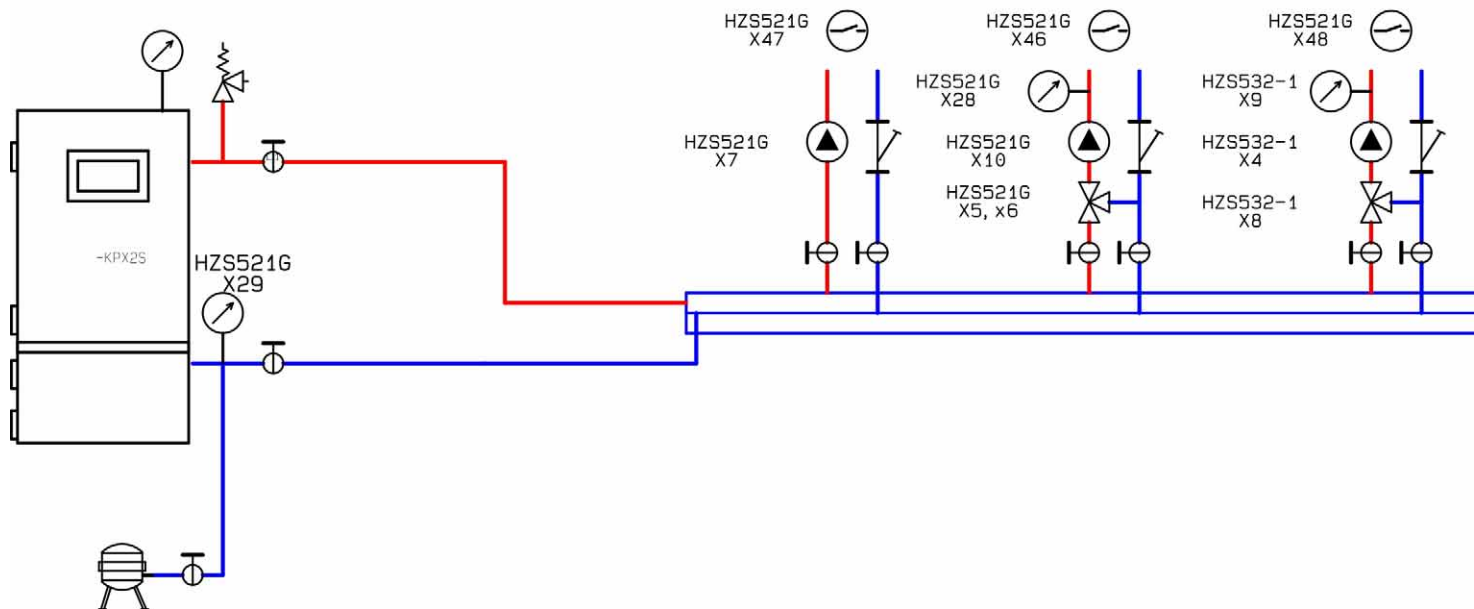 HZS521G
X47
HZS521G
X46
HZS521G
X48
HZS521G
X28
HZS532-1
X9
HZS521G
X7
HZS521G
X10
HZS532-1
X4
HZS521G
X5, x6
HZS532-1
X8
-KPX2S
HZS521G
X29